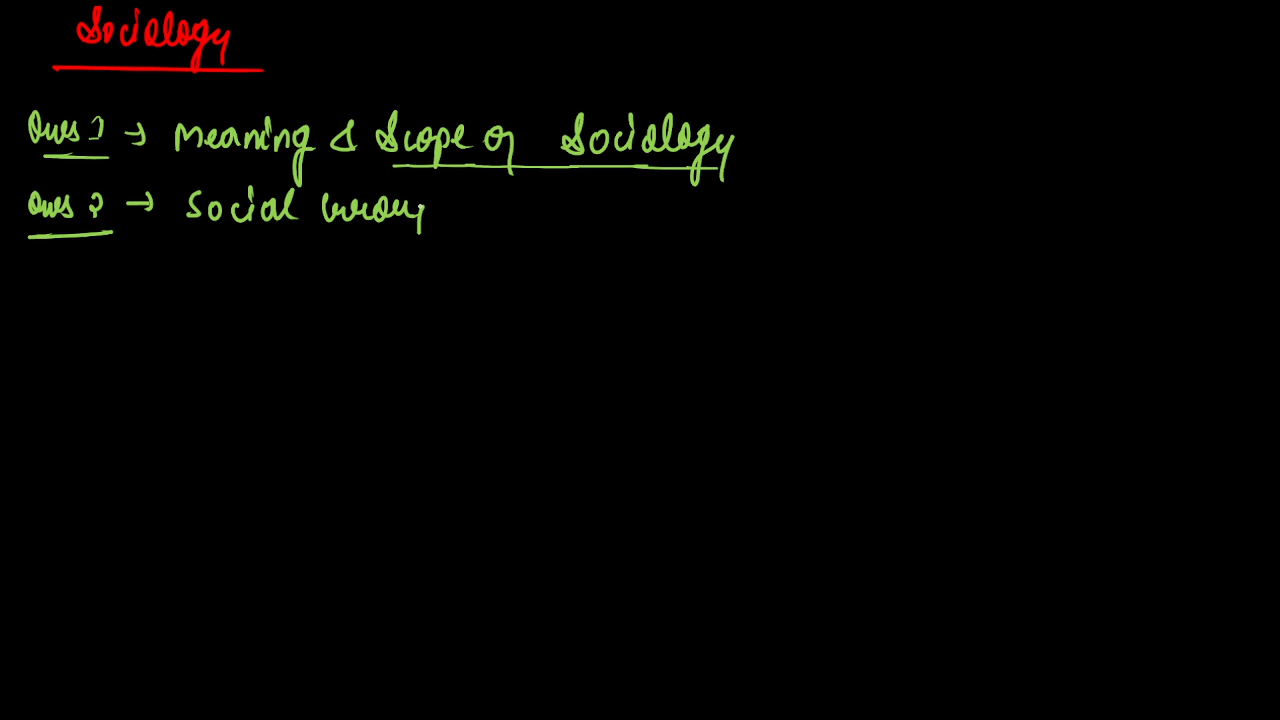 Sociology
Ques 1 → Meaning & Scope of Sociology
Ques 2 → Social